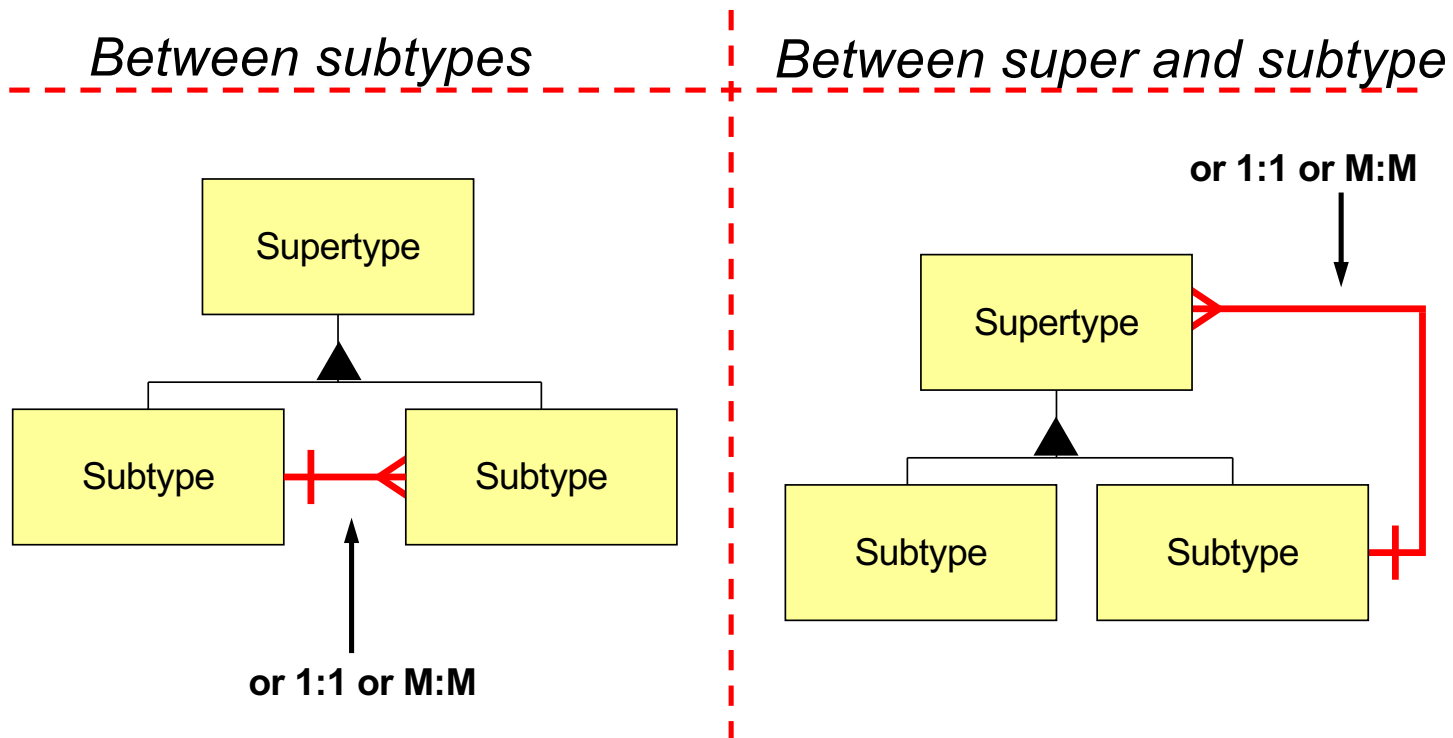 Between subtypes
Supertype
Subtype
Subtype
or 1:1 or M:M
Between super and subtype
or 1:1 or M:M
Supertype
Subtype
Subtype